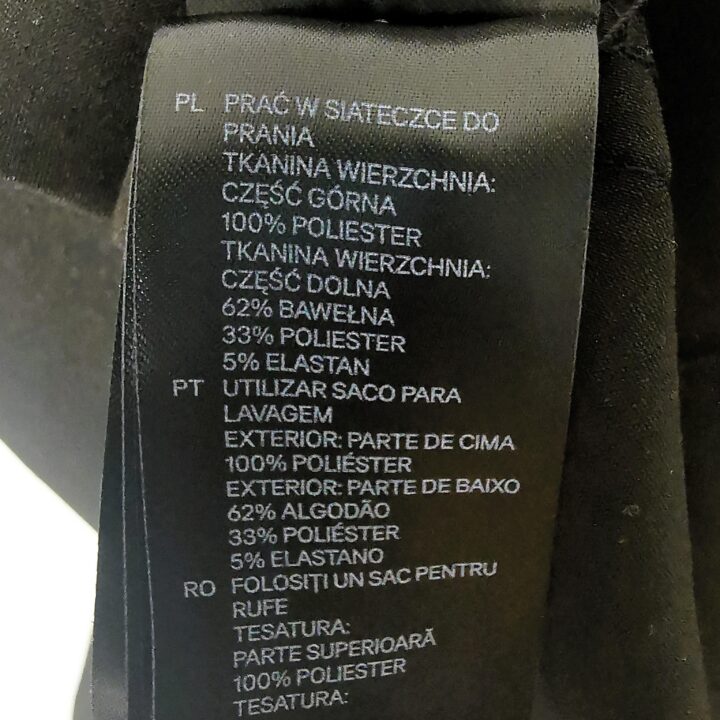 PL PRAĆ W SIATECZCE DO
PRANIA
TKANINA WIERZCHNIA:
CZĘŚĆ GÓRNA
100% POLIESTER
TKANINA WIERZCHNIA:
CZĘŚĆ DOLNA
62% BAWEŁNA
33% POLIESTER
5% ELASTAN
PT UTILIZAR SACO PARA
LAVAGEM
EXTERIOR: PARTE DE CIMA
100% POLIÉSTER
EXTERIOR: PARTE DE BAIXO
62% ALGODÃO
33% POLIÉSTER
5% ELASTANO
RO FOLOSIȚI UN SAC PENTRU
RUFE
TESATURA:
PARTE SUPERIOARĂ
100% POLIESTER
TESATURA: